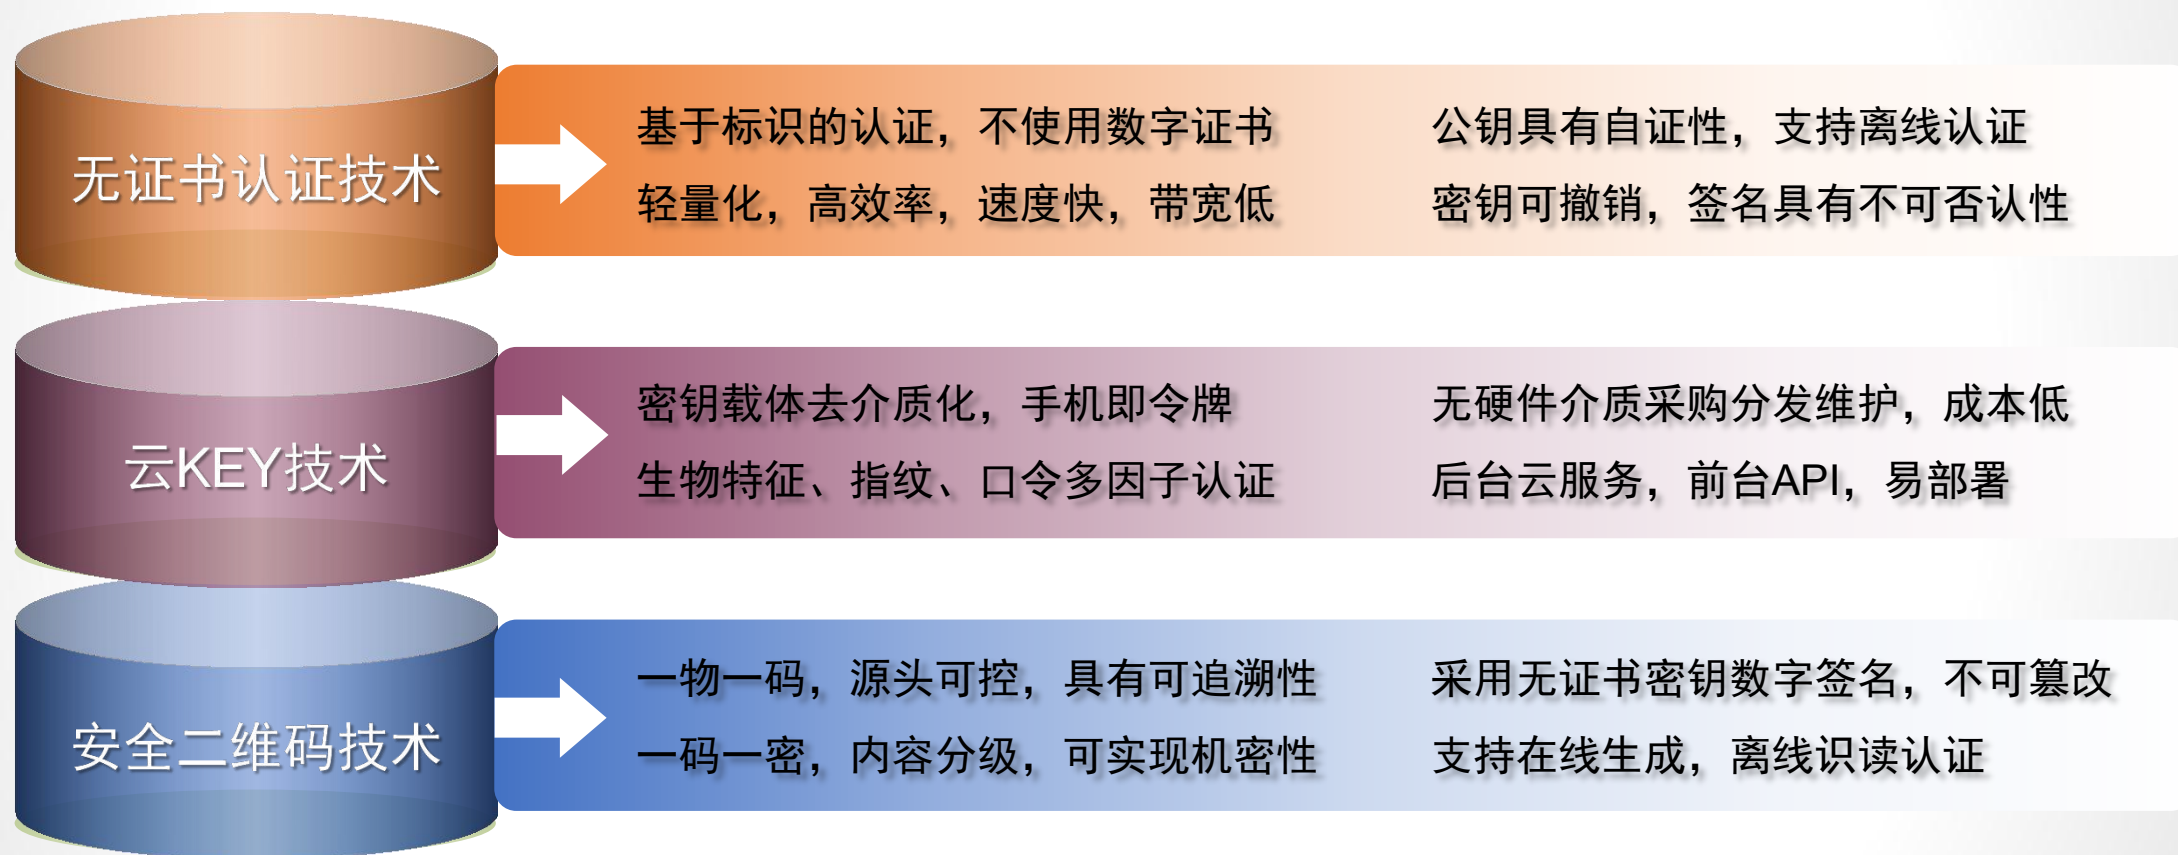 无证书认证技术
基于标识的认证，不使用数字证书
轻量化，高效率，速度快，带宽低
公钥具有自证性，支持离线认证
密钥可撤销，签名具有不可否认性
云KEY技术
密钥载体去介质化，手机即令牌
生物特征、指纹、口令多因子认证
无硬件介质采购分发维护，成本低
后台云服务，前台API，易部署
安全二维码技术
一物一码，源头可控，具有可追溯性
一码一密，内容分级，可实现机密性
采用无证书密钥数字签名，不可篡改
支持在线生成，离线识读认证